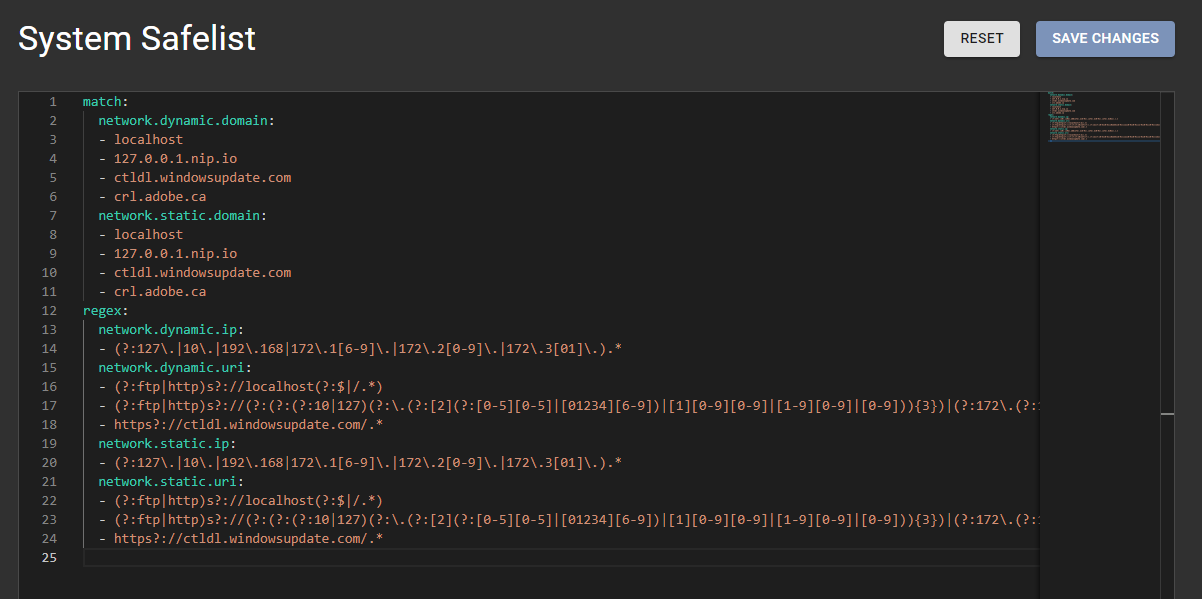 System Safelist
RESET
SAVE CHANGES
1 match:
2 network.dynamic.domain:
3 - localhost
4 - 127.0.0.1.nip.io
5 - ctldl.windowsupdate.com
6 - crl.adobe.ca
7 network.static.domain:
8 - localhost
9 - 127.0.0.1.nip.io
10 - ctldl.windowsupdate.com
11 - crl.adobe.ca
12 regex:
13 network.dynamic.ip:
14 - (?:127\.|10\.|192\.168|172\.1[6-9]\.|172\.2[0-9]\.|172\.3[01]\.).*
15 network.dynamic.uri:
16 - (?:ftp|http)s?://localhost(?:$|/.*)
17 - (?:ftp|http)s?://(?:(?:(?:10|127)(?:\.(?:[2](?:[0-5][0-5]|[01234][6-9])|[1][0-9][0-9]|[1-9][0-9]|[0-9])){3})|(?:172\.(?:1
18 - https?://ctldl.windowsupdate.com/.*
19 network.static.ip:
20 - (?:127\.|10\.|192\.168|172\.1[6-9]\.|172\.2[0-9]\.|172\.3[01]\.).*
21 network.static.uri:
22 - (?:ftp|http)s?://localhost(?:$|/.*)
23 - (?:ftp|http)s?://(?:(?:(?:10|127)(?:\.(?:[2](?:[0-5][0-5]|[01234][6-9])|[1][0-9][0-9]|[1-9][0-9]|[0-9])){3})|(?:172\.(?:1
24 - https?://ctldl.windowsupdate.com/.*
25